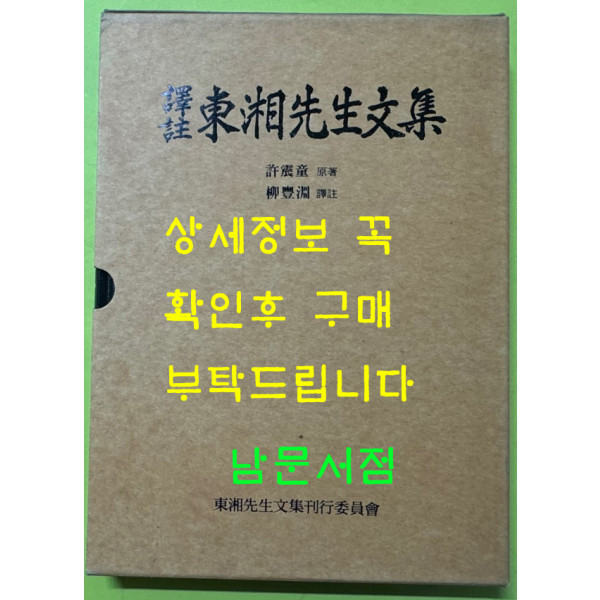 譯註 東湘先生文集
許震童 原著
柳豊淵 譯註
상세정보 꼭
확인후 구매
부탁드립니다
남문서점
東湘先生文集刊行委員會